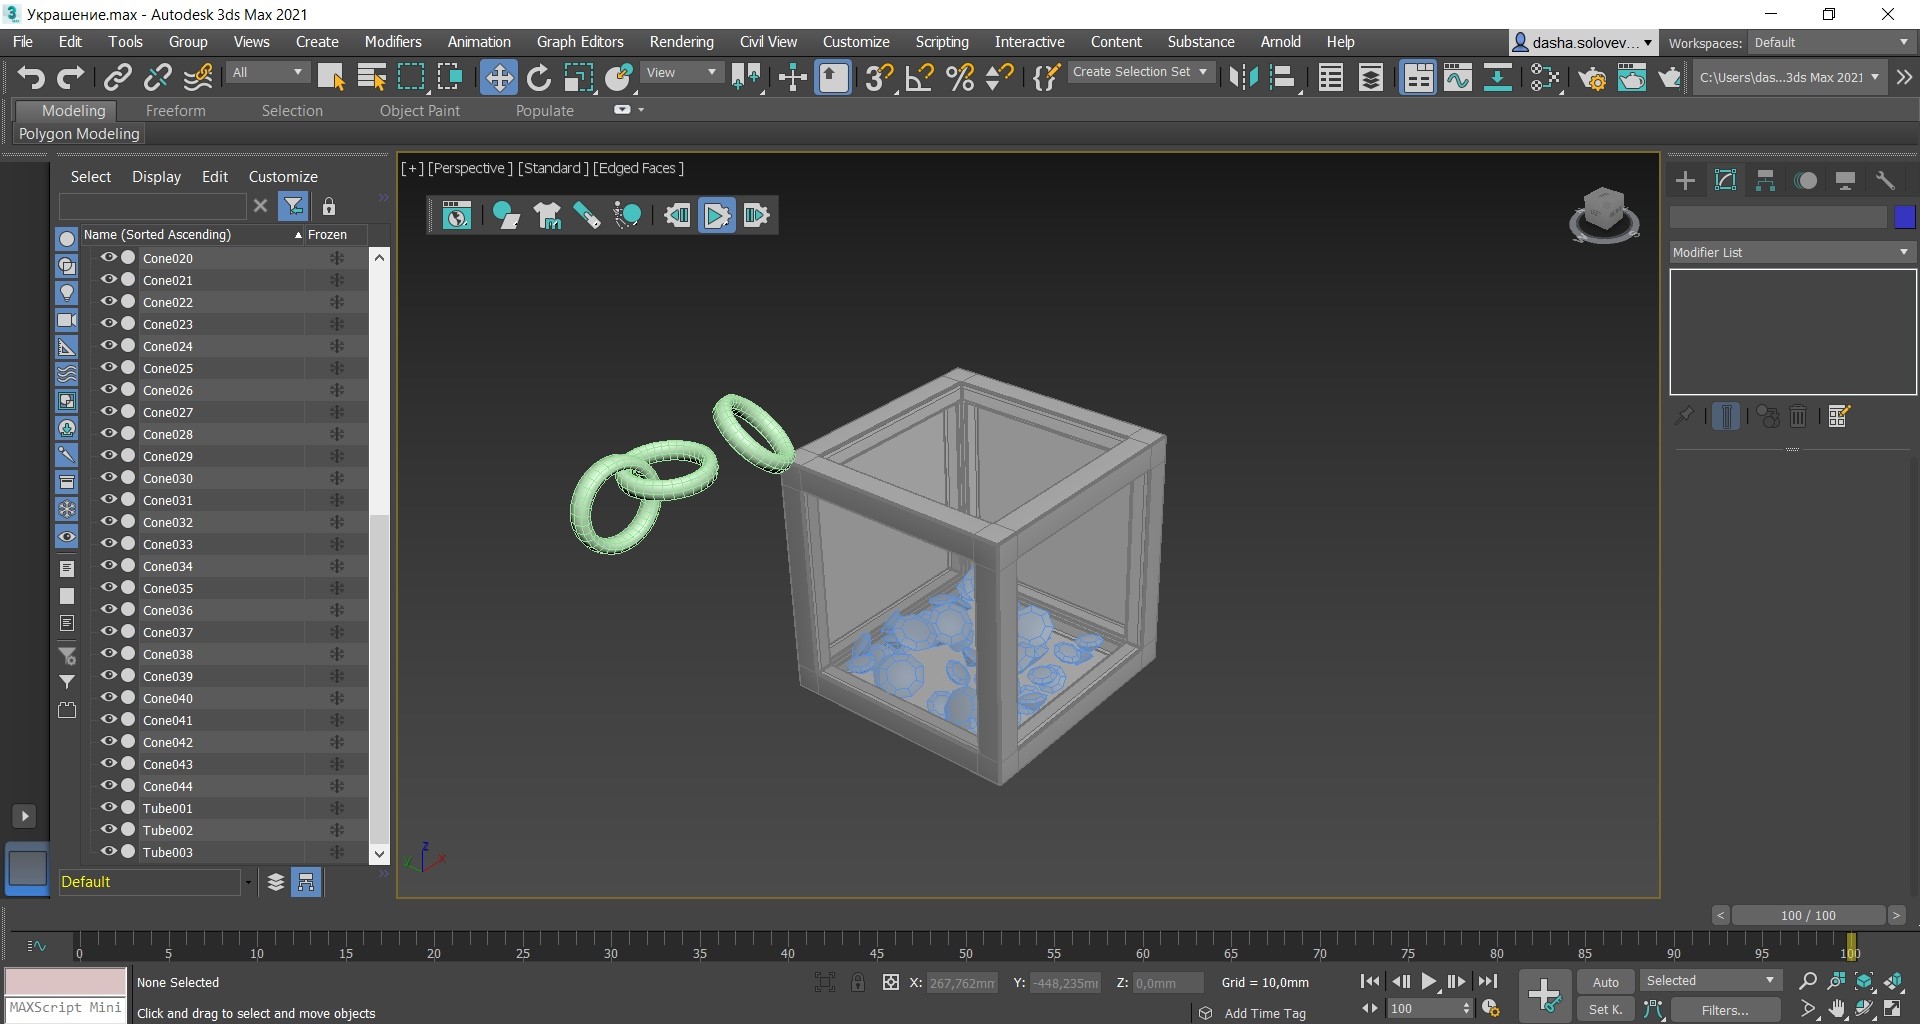 Украшение.max - Autodesk 3ds Max 2021
File Edit Tools Group Views Create Modifiers Animation Graph Editors Rendering Civil View Customize Scripting Interactive Content Substance Arnold Help
dasha.solovev...
Workspaces: Default
All
View
Create Selection Set
C:\Users\das...3ds Max 2021
Modeling Freeform Selection Object Paint Populate
Polygon Modeling
Select Display Edit Customize
Name (Sorted Ascending) Frozen
Cone020
Cone021
Cone022
Cone023
Cone024
Cone025
Cone026
Cone027
Cone028
Cone029
Cone030
Cone031
Cone032
Cone033
Cone034
Cone035
Cone036
Cone037
Cone038
Cone039
Cone040
Cone041
Cone042
Cone043
Cone044
Tube001
Tube002
Tube003
Default
[+] [Perspective] [Standard] [Edged Faces]
z
x
y
Modifier List
< 100 / 100 >
0 5 10 15 20 25 30 35 40 45 50 55 60 65 70 75 80 85 90 95 100
None Selected
X: 267,762mm Y: -448,235mm Z: 0,0mm Grid = 10,0mm
Auto Selected
MAXScript Mini
Click and drag to select and move objects
Add Time Tag
100
Set K. Filters...